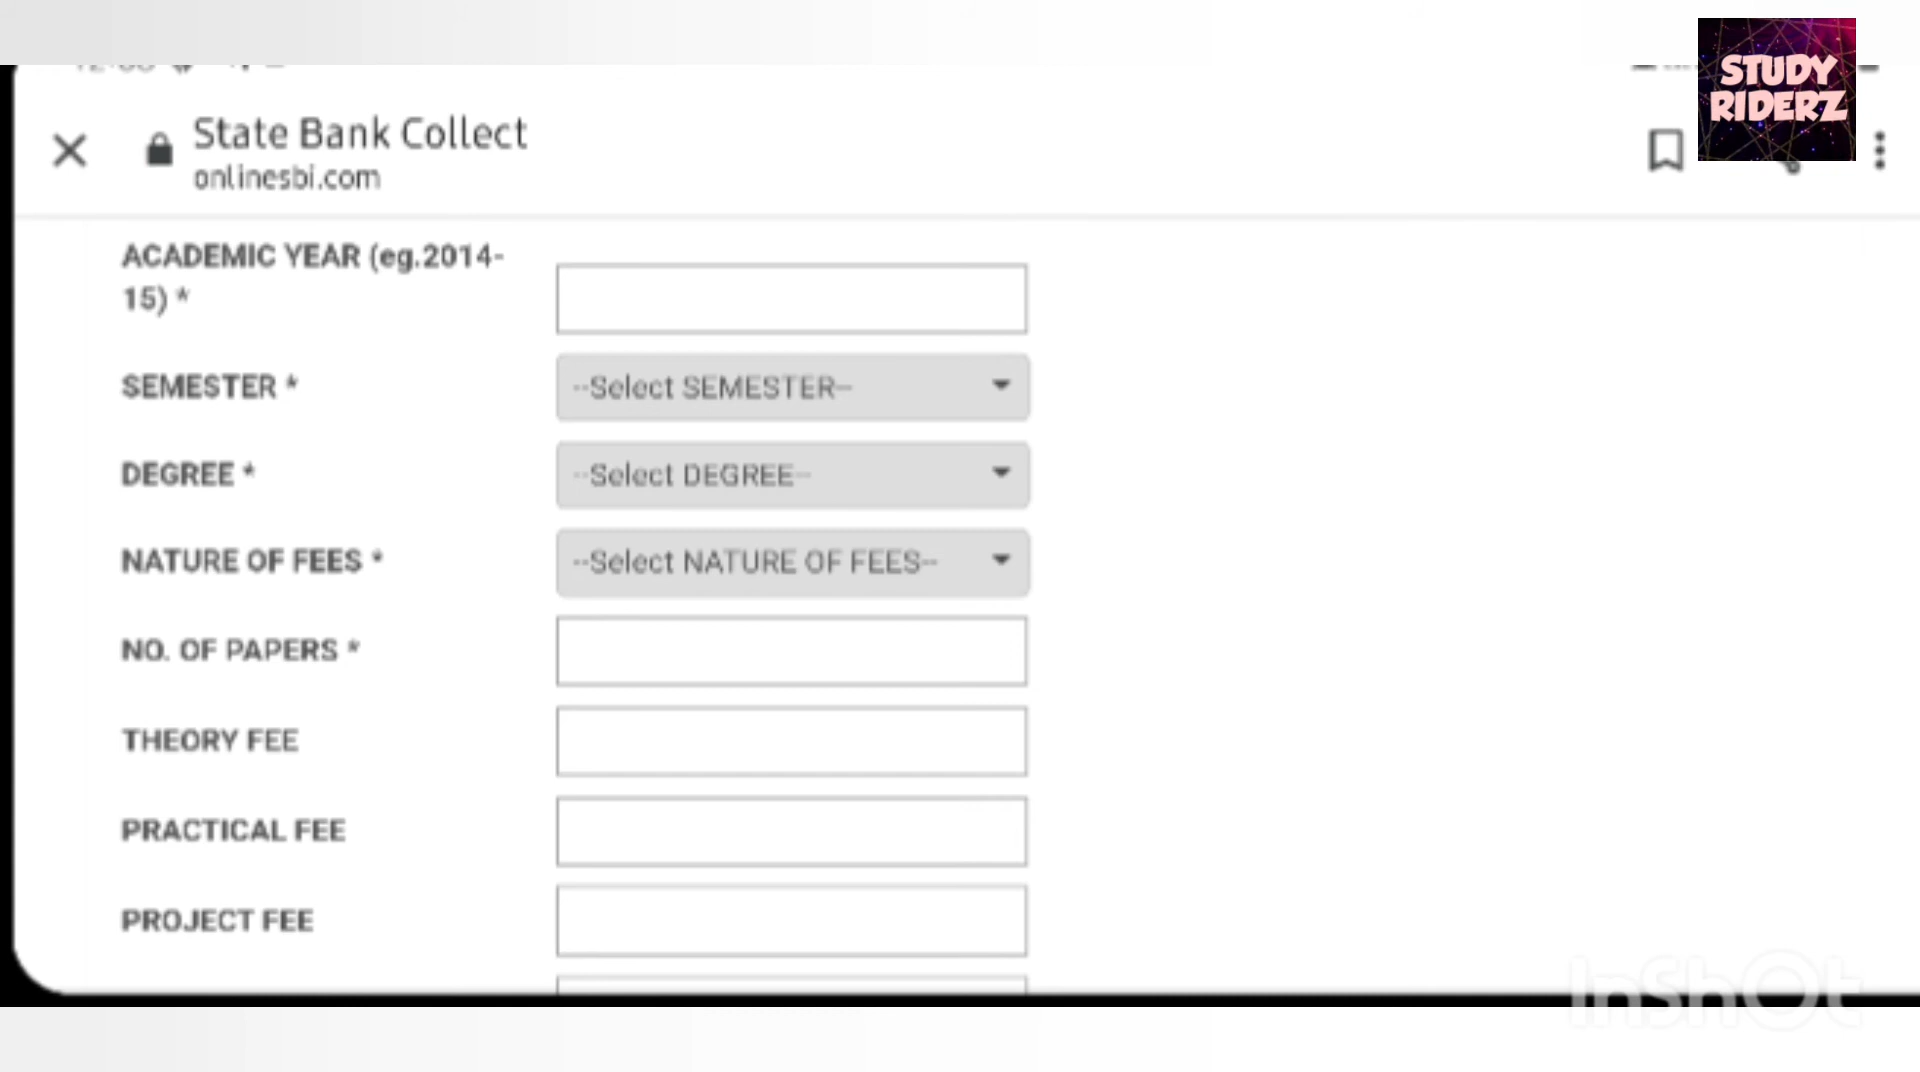 STUDY
RIDERZ
State Bank Collect
onlinesbi.com
ACADEMIC YEAR (eg.2014-
15) *
SEMESTER *
--Select SEMESTER--
DEGREE *
--Select DEGREE--
NATURE OF FEES *
--Select NATURE OF FEES--
NO. OF PAPERS *
THEORY FEE
PRACTICAL FEE
PROJECT FEE
InShOt